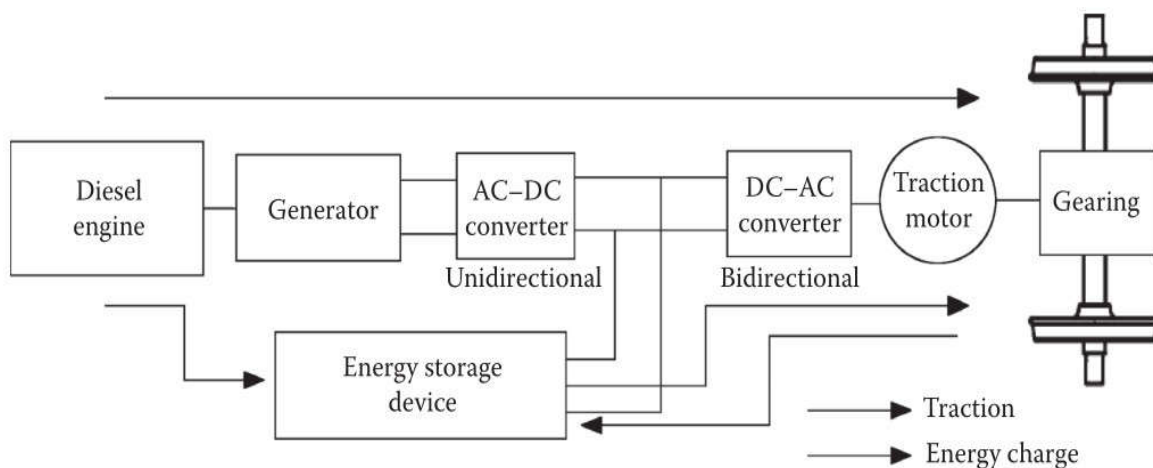 Diesel
engine
Generator
AC–DC
converter
Unidirectional
DC–AC
converter
Bidirectional
Traction
motor
Gearing
Energy storage
device
Traction
Energy charge